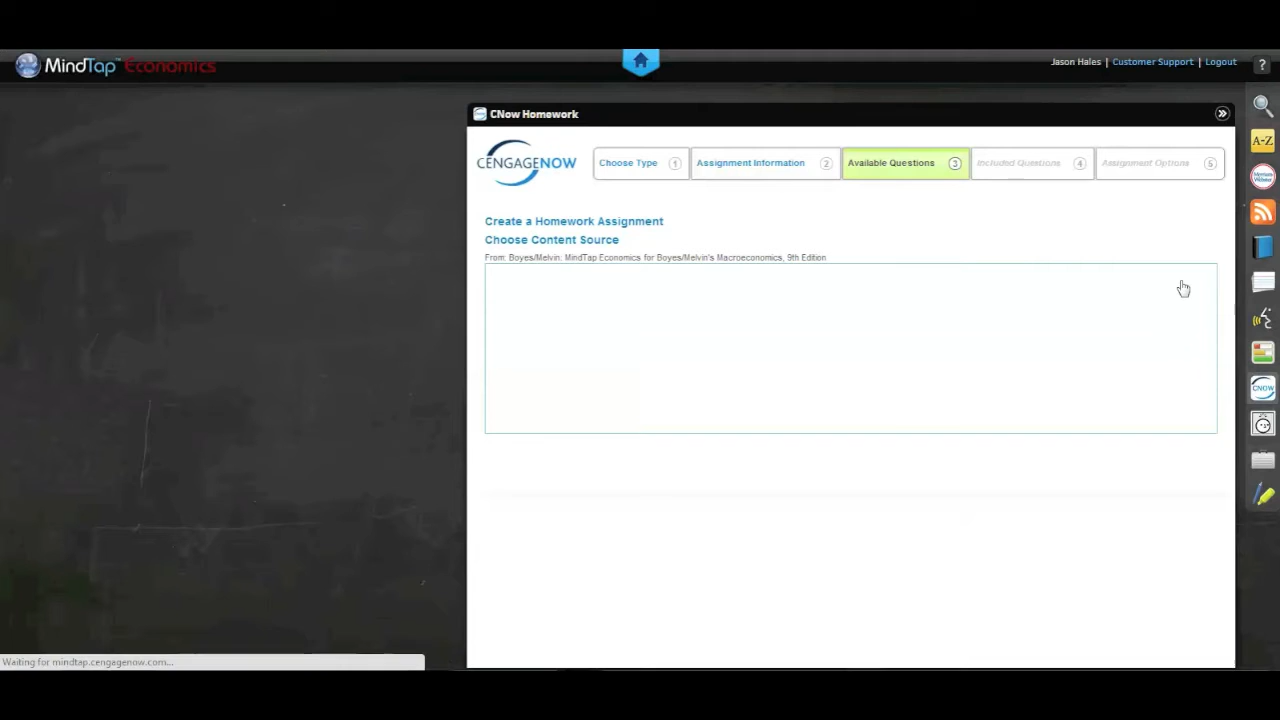 MindTap™ Economics
Jason Hales | Customer Support | Logout
?
CNow Homework
CENGAGENOW
Choose Type 1
Assignment Information 2
Available Questions 3
Included Questions 4
Assignment Options 5
A-Z
Create a Homework Assignment
Choose Content Source
From: Boyes/Melvin: MindTap Economics for Boyes/Melvin's Macroeconomics, 9th Edition
CNOW
Waiting for mindtap.cengagenow.com...